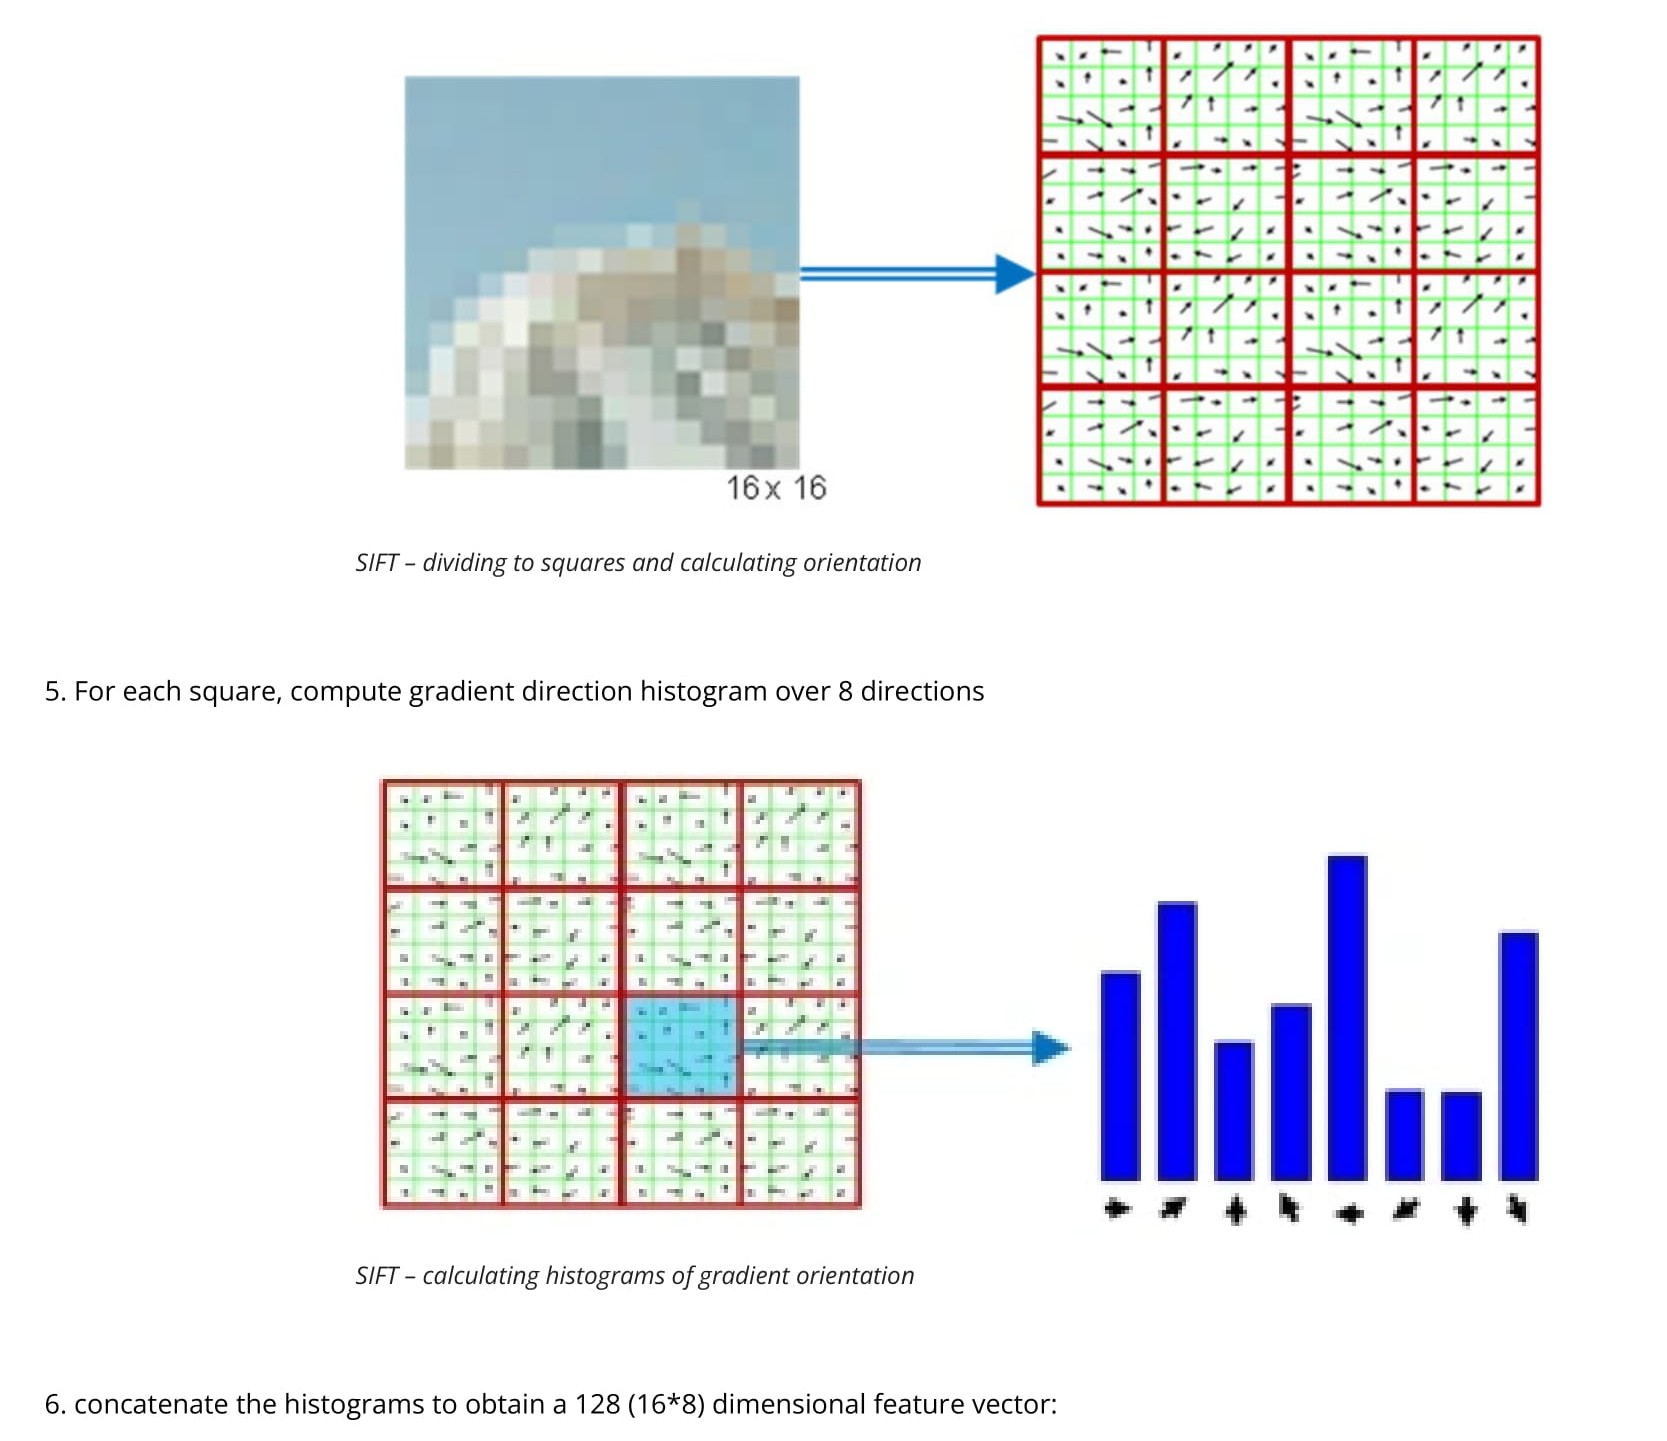 16x 16
SIFT – dividing to squares and calculating orientation
5. For each square, compute gradient direction histogram over 8 directions
SIFT – calculating histograms of gradient orientation
6. concatenate the histograms to obtain a 128 (16*8) dimensional feature vector: